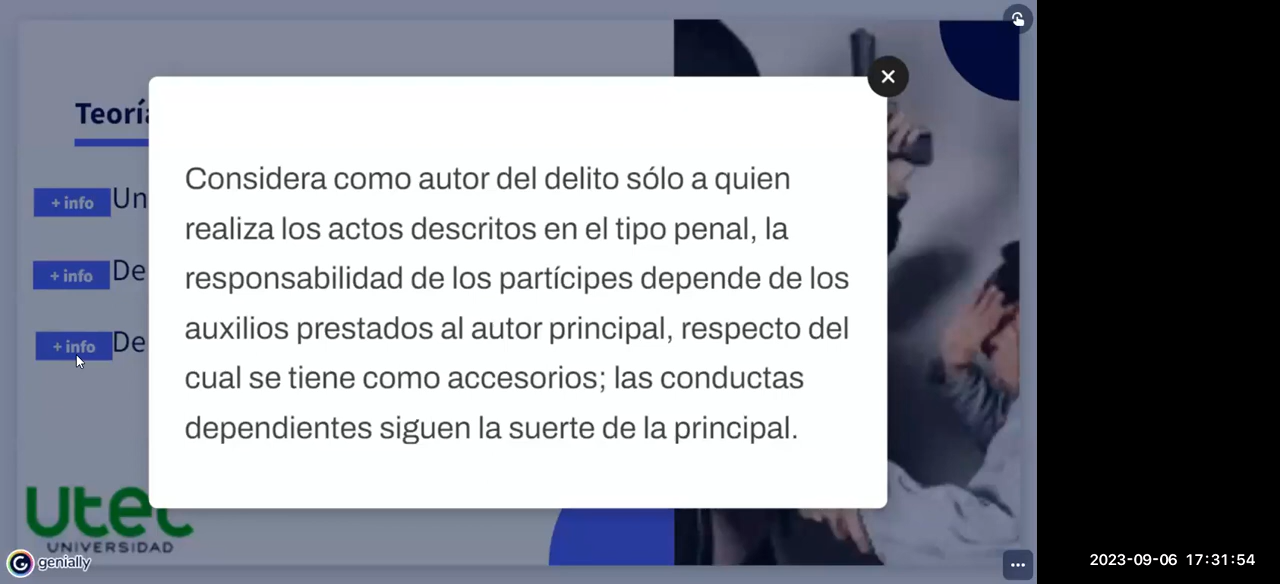 Teoría
+ info Un
+ info De
+ info De
Considera como autor del delito sólo a quien
realiza los actos descritos en el tipo penal, la
responsabilidad de los partícipes depende de los
auxilios prestados al autor principal, respecto del
cual se tiene como accesorios; las conductas
dependientes siguen la suerte de la principal.
utec
UNIVERSIDAD
genially
2023-09-06 17:31:54